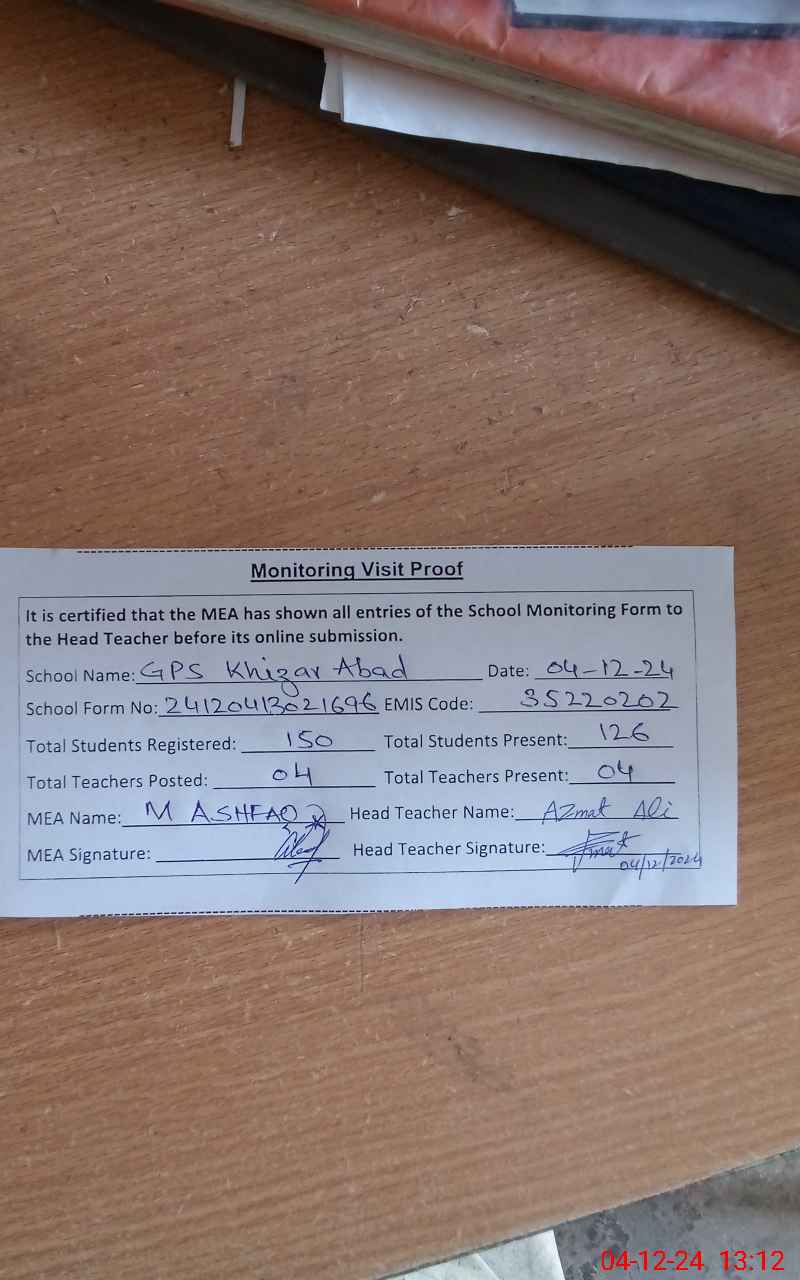 Monitoring Visit Proof
It is certified that the MEA has shown all entries of the School Monitoring Form to
the Head Teacher before its online submission.
School Name: GPS Khizar Abad Date: 04-12-24
School Form No: 24120413021696 EMIS Code: 35220202
Total Students Registered: 150 Total Students Present: 126
Total Teachers Posted: 04 Total Teachers Present: 04
MEA Name: M ASHFAQ Head Teacher Name: AZmat Ali
MEA Signature: Head Teacher Signature: Azmat
04/12/2024
04-12-24 13:12